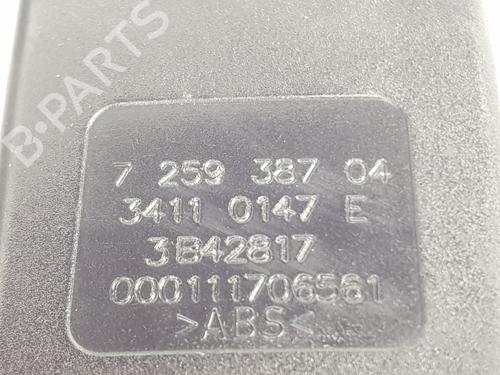 B-PARTS
7 259 387 04
3411 0147 E
3B42817
000111706561
>ABS<